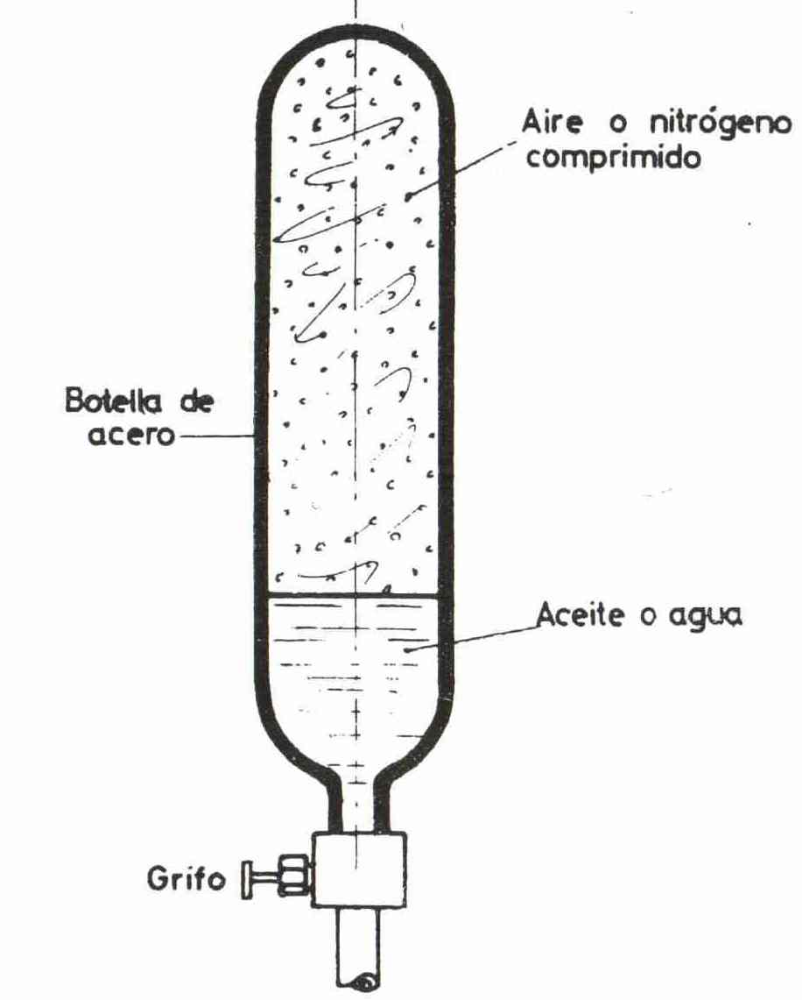 Aire o nitrógeno
comprimido
Botella de
acero
Aceite o agua
Grifo